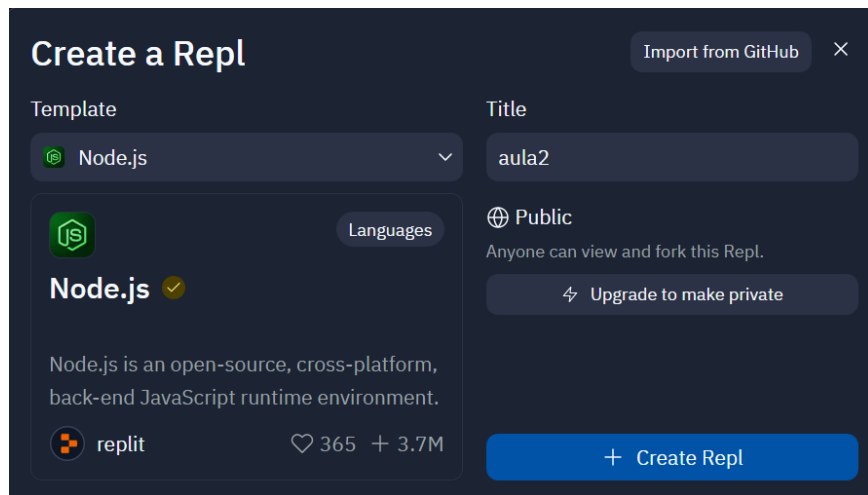 Create a Repl
Import from GitHub
Template
Node.js
Languages
Node.js
Node.js is an open-source, cross-platform,
back-end JavaScript runtime environment.
replit
365 + 3.7M
Title
aula2
Public
Anyone can view and fork this Repl.
Upgrade to make private
+ Create Repl